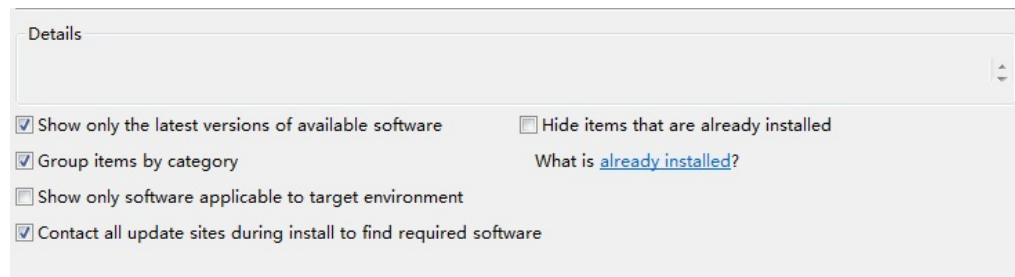 Details
Show only the latest versions of available software
Hide items that are already installed
Group items by category
What is already installed?
Show only software applicable to target environment
Contact all update sites during install to find required software